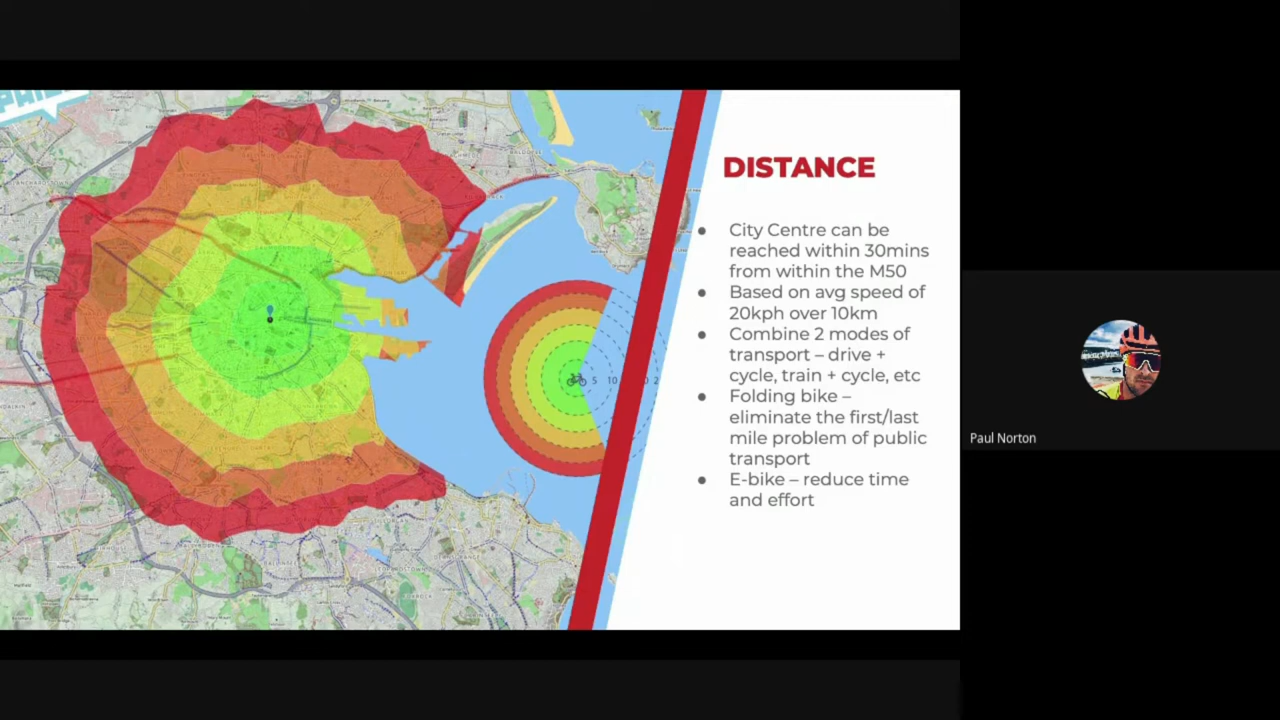 DISTANCE
● City Centre can be
reached within 30mins
from within the M50
● Based on avg speed of
20kph over 10km
● Combine 2 modes of
transport – drive +
cycle, train + cycle, etc
● Folding bike –
eliminate the first/last
mile problem of public
transport
● E-bike – reduce time
and effort
5 10
Paul Norton